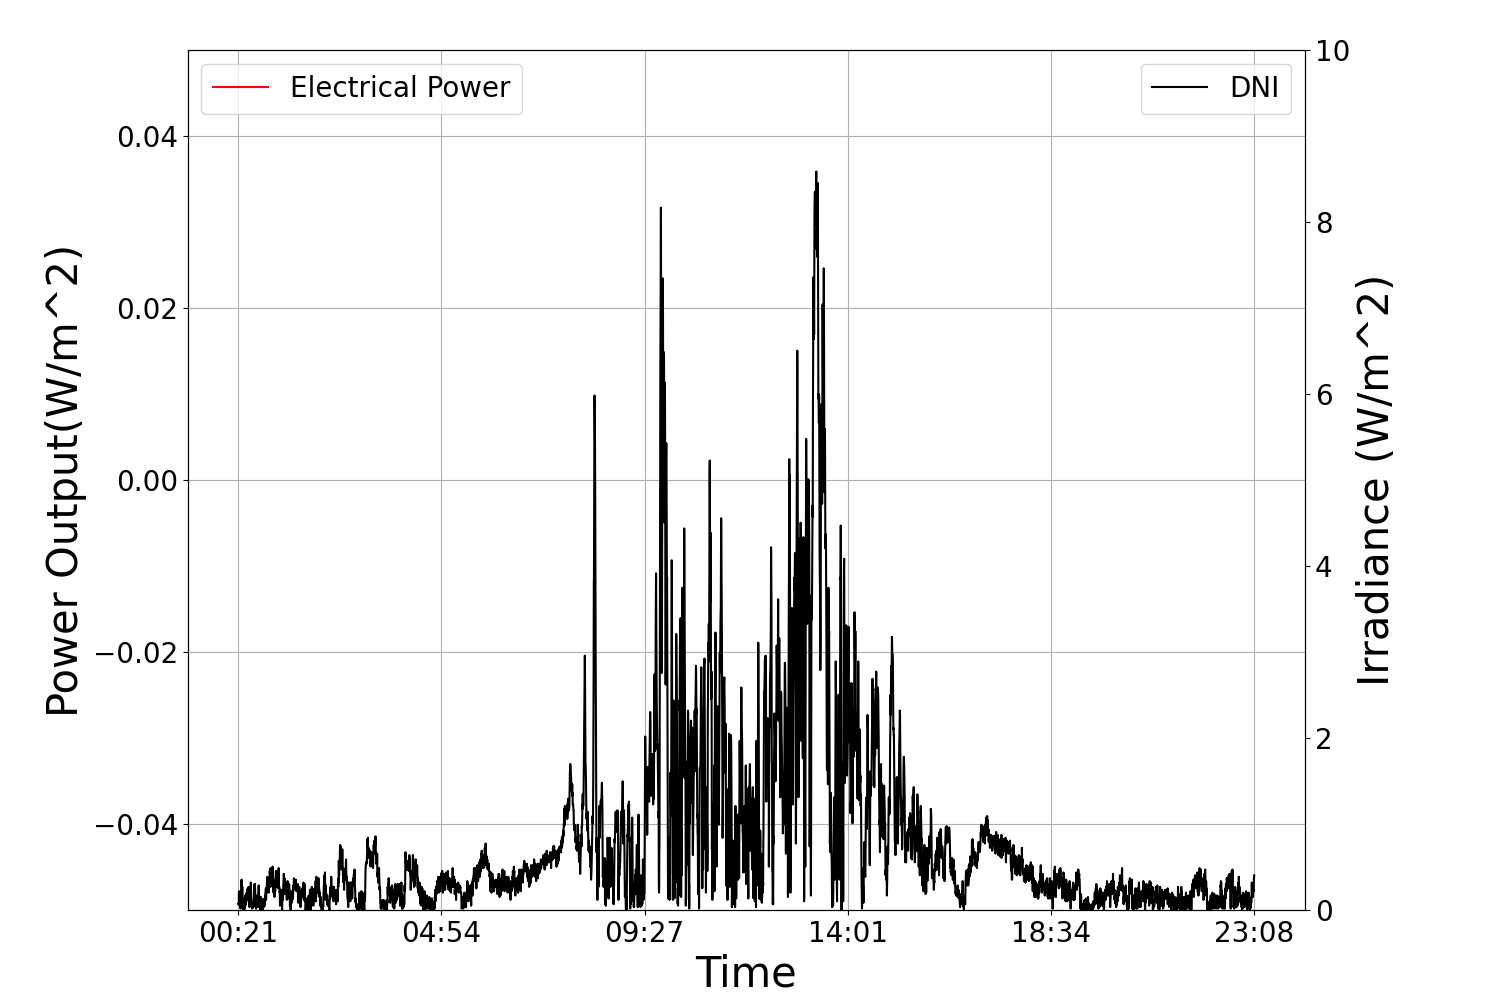 Electrical Power
DNI
Power Output(W/m^2)
0.04
0.02
0.00
−0.02
−0.04
10
8
6
4
2
0
Irradiance (W/m^2)
00:21 04:54 09:27 14:01 18:34 23:08
Time